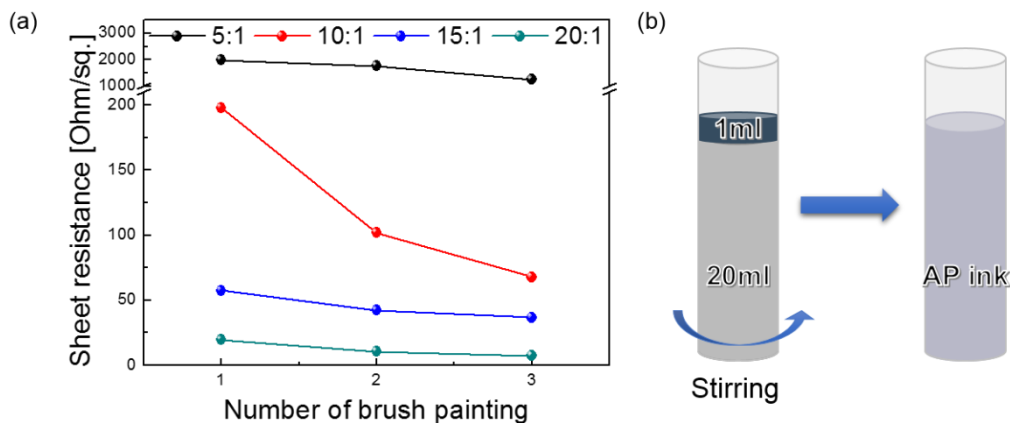 (a)
5:1 10:1 15:1 20:1
3000
2000
1000
200
150
100
50
0
Sheet resistance [Ohm/sq.]
1 2 3
Number of brush painting
(b)
1ml
20ml
AP ink
Stirring